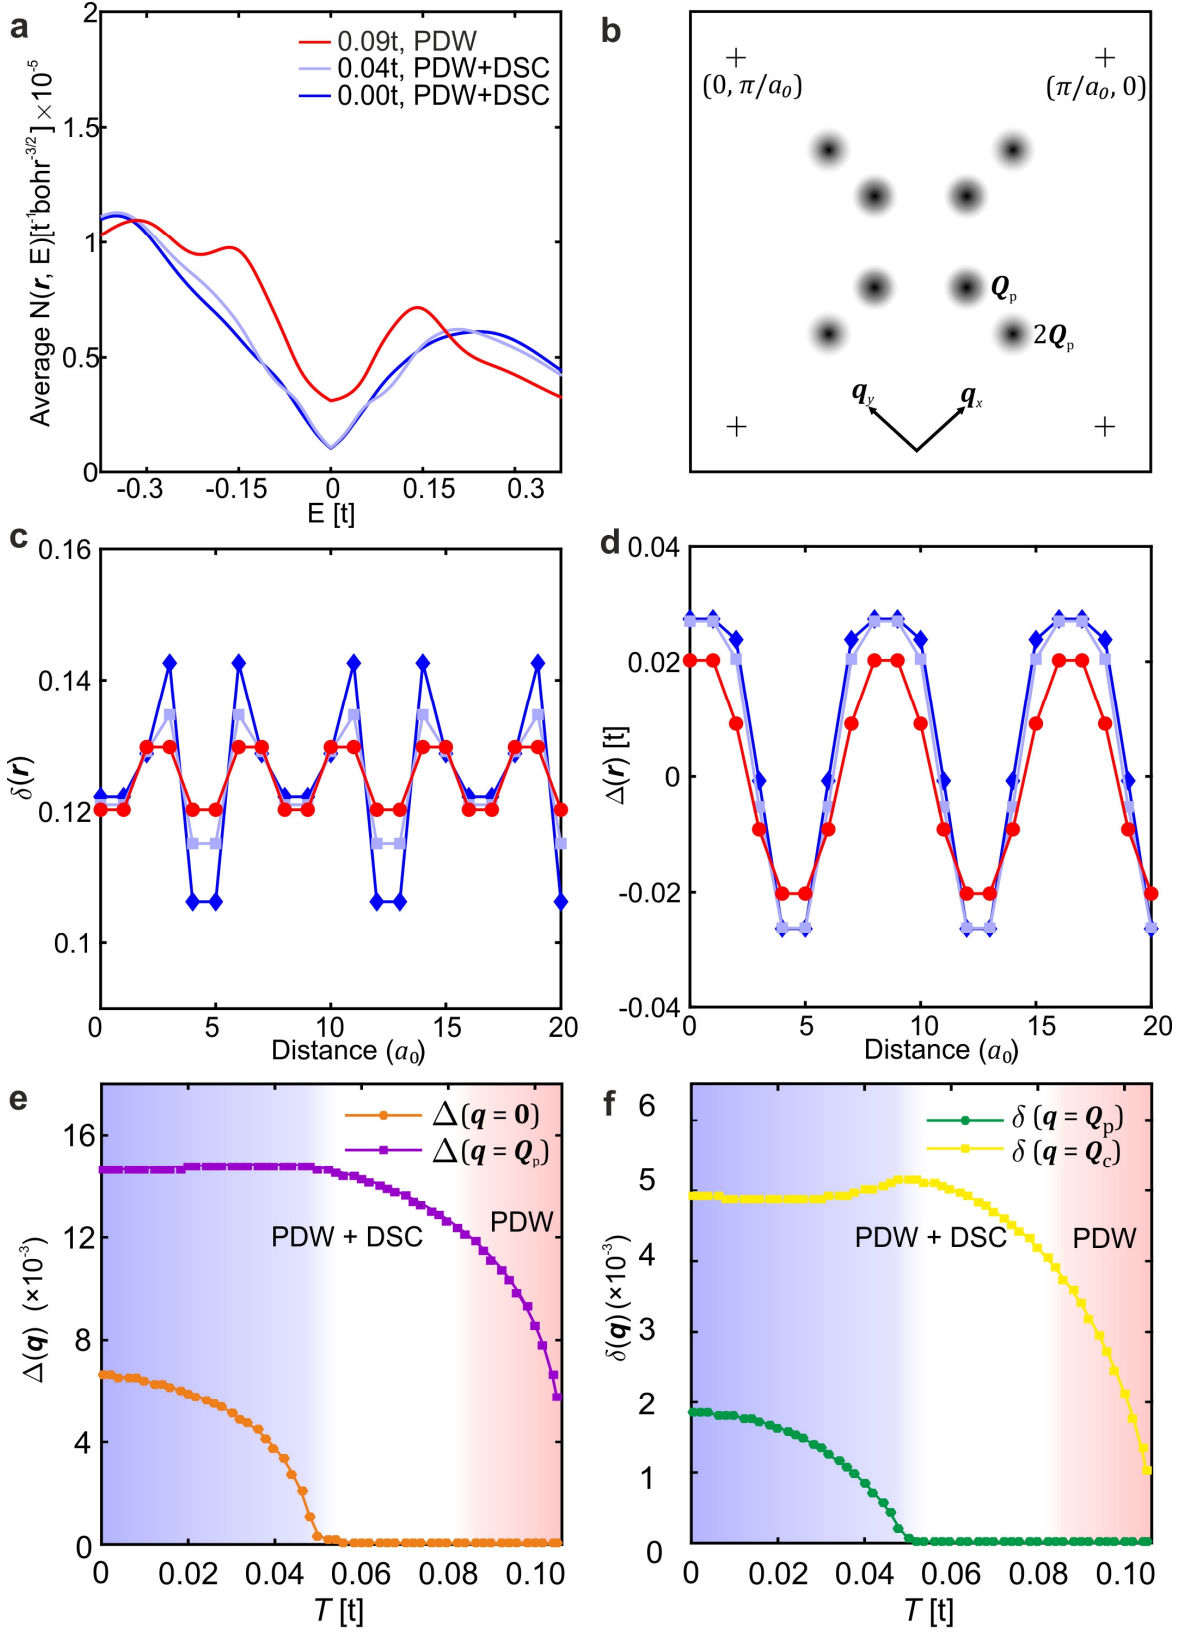 a
2
1.5
1
0.5
0
Average N(r, E)[t⁻¹bohr⁻³ᐟ²]×10⁻⁵
0.09t, PDW
0.04t, PDW+DSC
0.00t, PDW+DSC
-0.3 -0.15 0 0.15 0.3
E [t]
b
(0, π/a₀) (π/a₀, 0)
Qₚ
2Qₚ
q_y q_x
c
0.16
0.14
0.12
0.1
δ(r)
0 5 10 15 20
Distance (a₀)
d
0.04
0.02
0
-0.02
-0.04
Δ(r) [t]
0 5 10 15 20
Distance (a₀)
e
16
12
8
4
0
Δ(q) (×10⁻³)
Δ(q = 0)
Δ(q = Qₚ)
PDW + DSC
PDW
0 0.02 0.04 0.06 0.08 0.10
T [t]
f
6
5
4
3
2
1
0
δ(q)(×10⁻³)
δ (q = Qₚ)
δ (q = Q_c)
PDW + DSC
PDW
0 0.02 0.04 0.06 0.08 0.10
T [t]